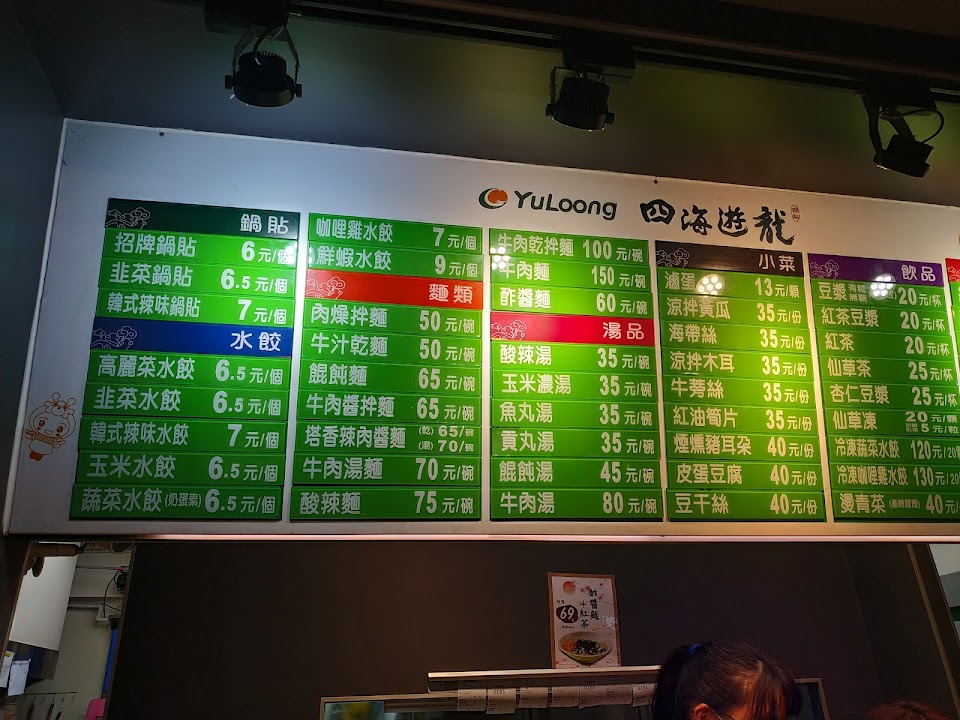 YuLoong 四海遊龍
鍋貼
招牌鍋貼 6元/個
韭菜鍋貼 6.5元/個
韓式辣味鍋貼 7元/個
水餃
高麗菜水餃 6.5元/個
韭菜水餃 6.5元/個
韓式辣味水餃 7元/個
玉米水餃 6.5元/個
蔬菜水餃(奶蛋素) 6.5元/個
咖哩雞水餃 7元/個
鮮蝦水餃 9元/個
麵類
肉燥拌麵 50元/碗
牛汁乾麵 50元/碗
餛飩麵 65元/碗
牛肉醬拌麵 65元/碗
塔香辣肉醬麵 (乾)65/碗
(湯)70/碗
牛肉湯麵 70元/碗
酸辣麵 75元/碗
牛肉乾拌麵 100元/碗
牛肉麵 150元/碗
酢醬麵 60元/碗
湯品
酸辣湯 35元/碗
玉米濃湯 35元/碗
魚丸湯 35元/碗
貢丸湯 35元/碗
餛飩湯 45元/碗
牛肉湯 80元/碗
小菜
滷蛋 13元/顆
涼拌黃瓜 35元/份
海帶絲 35元/份
涼拌木耳 35元/份
牛蒡絲 35元/份
紅油筍片 35元/份
煙燻豬耳朵 40元/份
皮蛋豆腐 40元/份
豆干絲 40元/份
飲品
豆漿 20元/杯
紅茶豆漿 20元/杯
紅茶 20元/杯
仙草茶 25元/杯
杏仁豆漿 25元/杯
仙草凍 20元/顆
5元/粒
冷凍蔬菜水餃 120元/20
冷凍咖哩雞水餃 130元/20
燙青菜 40元/
酢醬麵
+紅茶
69